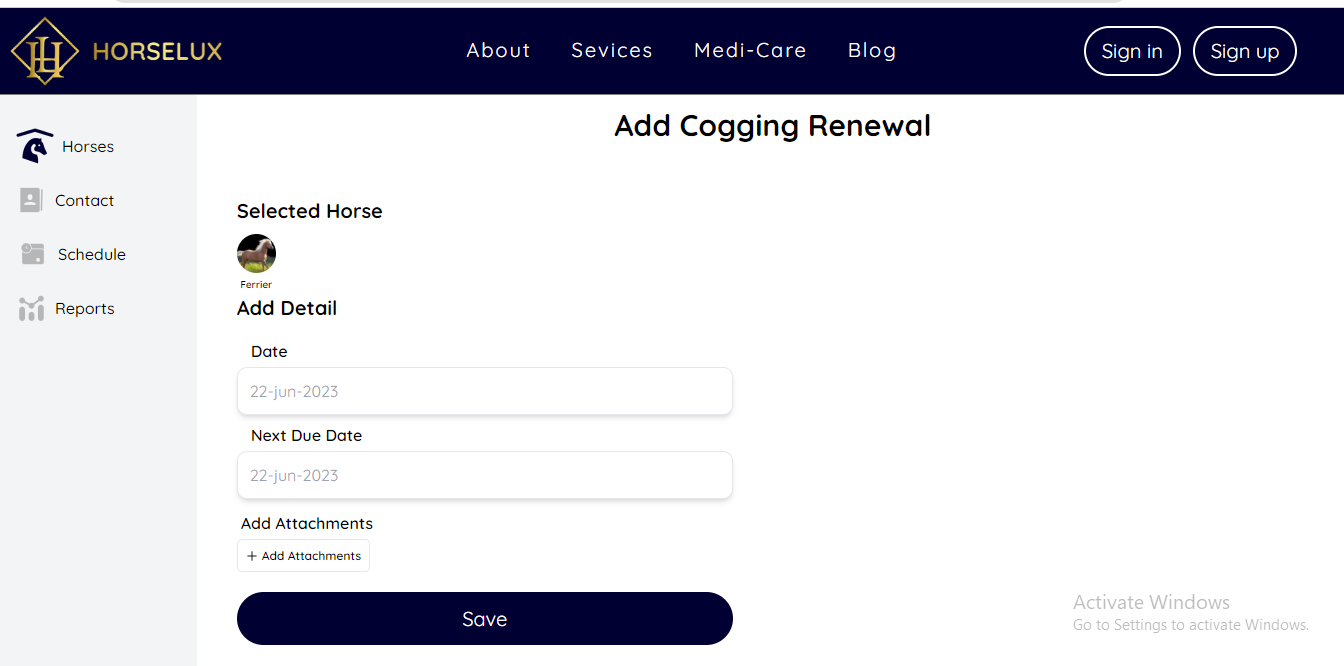 HORSELUX
About Sevices Medi-Care Blog
Sign in Sign up
Horses
Contact
Schedule
Reports
Add Cogging Renewal
Selected Horse
Ferrier
Add Detail
Date
22-jun-2023
Next Due Date
22-jun-2023
Add Attachments
+ Add Attachments
Save
Activate Windows
Go to Settings to activate Windows.